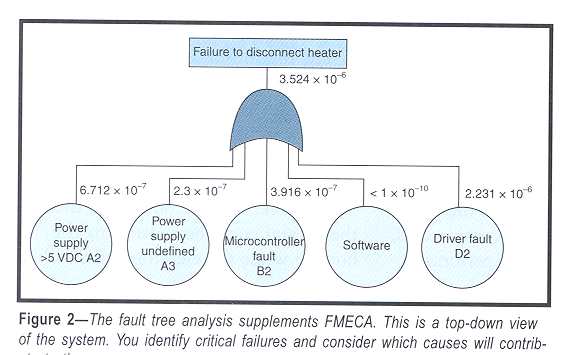 Failure to disconnect heater
3.524 × 10⁻⁶
6.712 × 10⁻⁷
2.3 × 10⁻⁷
3.916 × 10⁻⁷
< 1 × 10⁻¹⁰
2.231 × 10⁻⁶
Power
supply
>5 VDC A2
Power
supply
undefined
A3
Microcontroller
fault
B2
Software
Driver fault
D2
Figure 2—The fault tree analysis supplements FMECA. This is a top-down view
of the system. You identify critical failures and consider which causes will contrib-